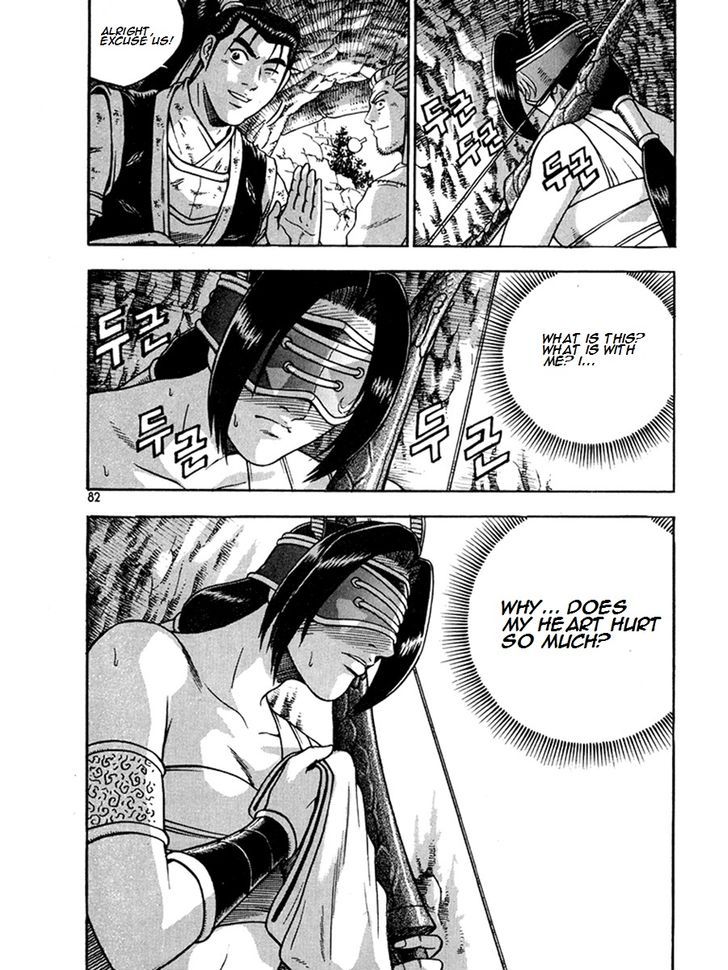 ALRIGHT,
EXCUSE US!
두근
두근
두근
두근
WHAT IS THIS?
WHAT IS WITH
ME? I...
두근
두근
82
WHY... DOES
MY HEART HURT
SO MUCH?